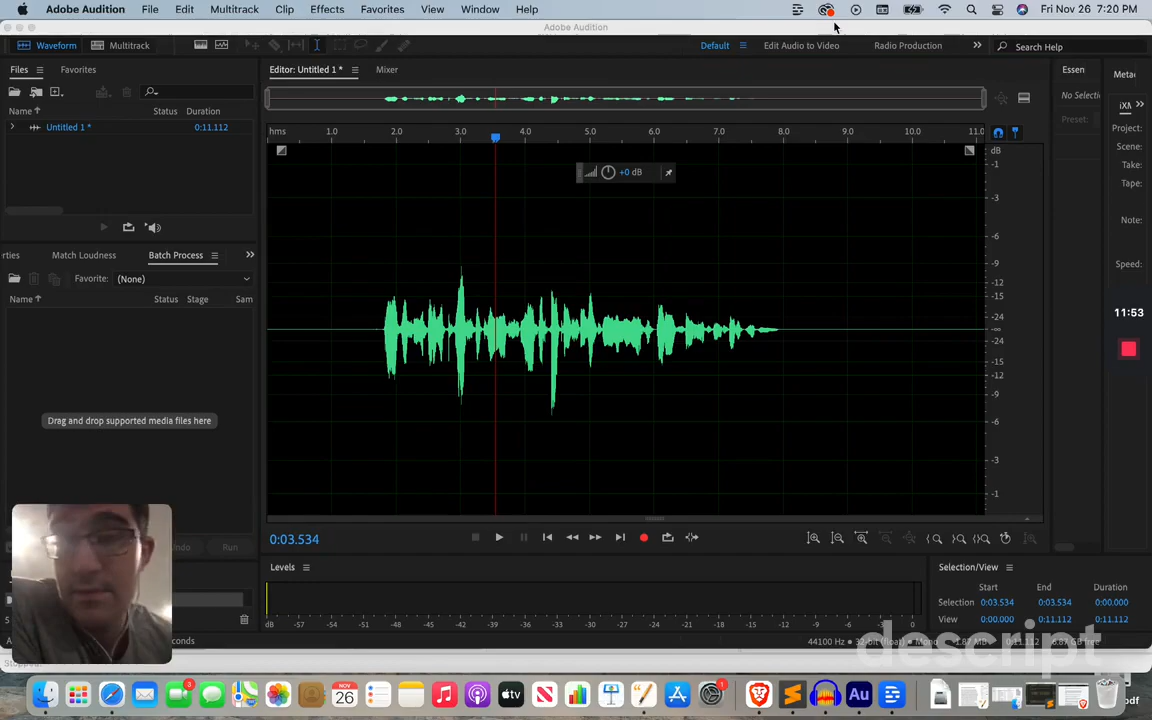 Adobe Audition File Edit Multitrack Clip Effects Favorites View Window Help Fri Nov 26 7:20 PM
Adobe Audition
Waveform Multitrack Default Edit Audio to Video Radio Production Search Help
Files Favorites Editor: Untitled 1 * Mixer Essen
Name Status Duration
Untitled 1 * 0:11.112
hms 1.0 2.0 3.0 4.0 5.0 6.0 7.0 8.0 9.0 10.0 11.0
dB
-1
-3
-6
-9
-12
-15
-24
-∞
-24
-15
-12
-9
-6
-3
-1
+0 dB
No Selecti
Preset:
Project:
Scene:
Take:
Tape:
Note:
Speed:
11:53
rties Match Loudness Batch Process
Favorite: (None)
Name Status Stage Sam
Drag and drop supported media files here
Undo Run
0:03.534
Levels
dB -57 -54 -51 -48 -45 -42 -39 -36 -33 -30 -27 -24 -21 -18 -15 -12 -9 -6 -3 0
Selection/View
Start End Duration
Selection 0:03.534 0:03.534 0:00.000
View 0:00.000 0:11.112 0:11.112
44100 Hz 32-bit (float)
descript
3
NOV
26
1
Au
pdf